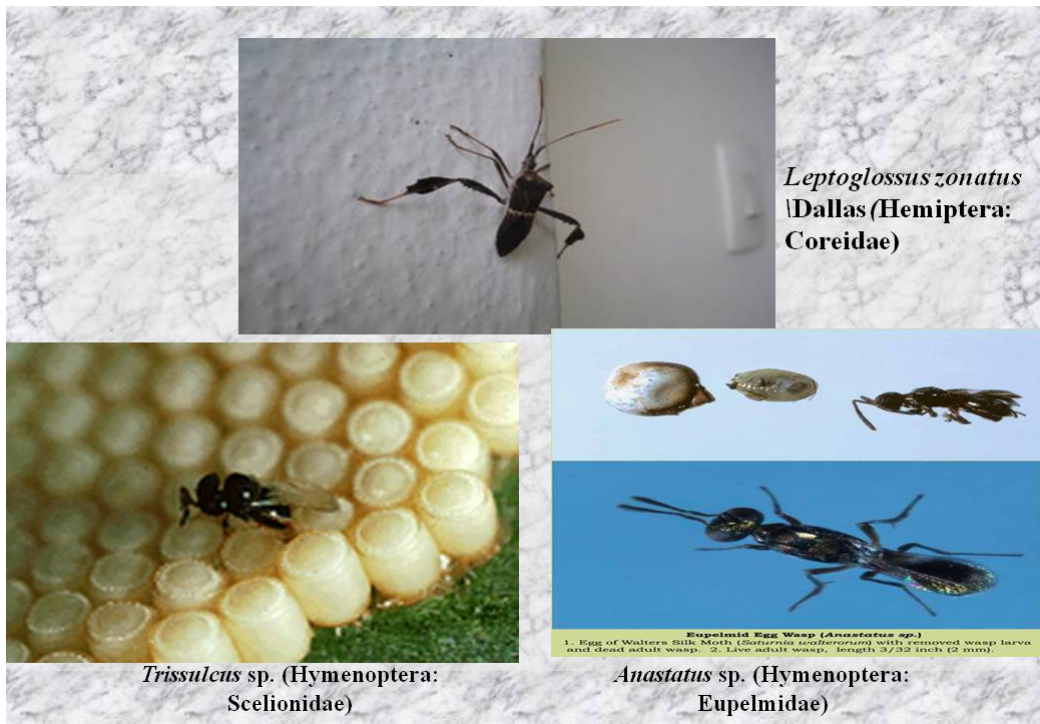 Leptoglossus zonatus
\Dallas (Hemiptera:
Coreidae)
Eupelmid Egg Wasp (Anastatus sp.)
1. Egg of Walters Silk Moth (Saturnia walterorum) with removed wasp larva
and dead adult wasp. 2. Live adult wasp, length 3/32 inch (2 mm).
Trissulcus sp. (Hymenoptera:
Scelionidae)
Anastatus sp. (Hymenoptera:
Eupelmidae)